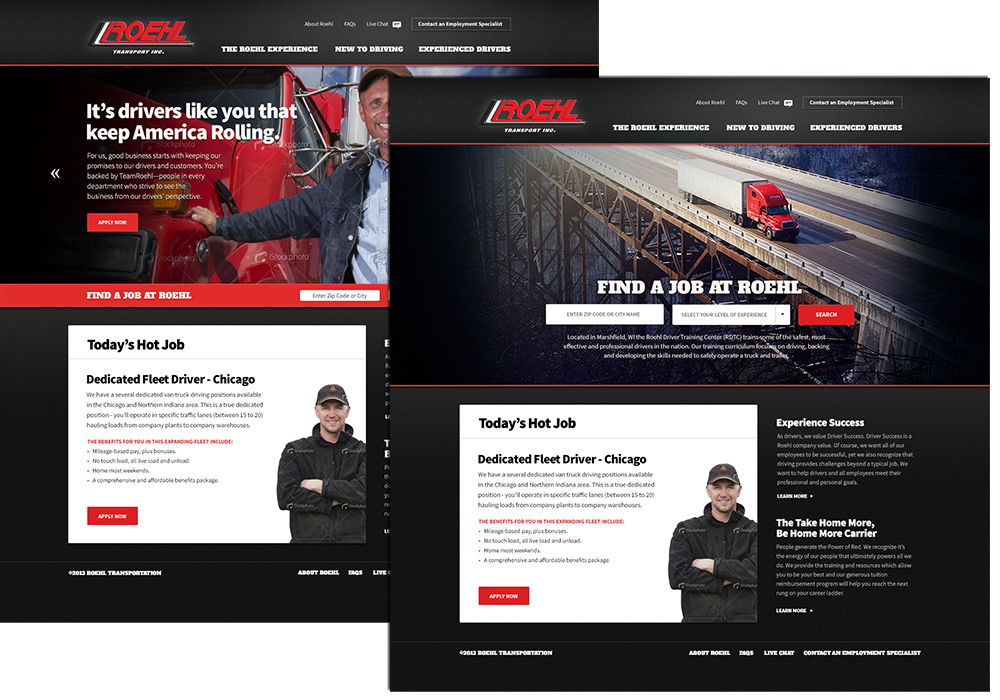 ROEHL
TRANSPORT INC.
About Roehl FAQs Live Chat Contact an Employment Specialist
THE ROEHL EXPERIENCE NEW TO DRIVING EXPERIENCED DRIVERS
It's drivers like you that
keep America Rolling.
For us, good business starts with keeping our
promises to our drivers and customers. You're
backed by TeamRoehl—people in every
department who strive to see the
business from our drivers' perspective.
APPLY NOW
iStockphoto
iStockphoto
iStockphoto
FIND A JOB AT ROEHL
Enter Zip Code or City
Today's Hot Job
Dedicated Fleet Driver - Chicago
We have a several dedicated van truck driving positions available
in the Chicago and Northern Indiana area. This is a true dedicated
position - you'll operate in specific traffic lanes (between 15 to 20)
hauling loads from company plants to company warehouses.
THE BENEFITS FOR YOU IN THIS EXPANDING FLEET INCLUDE:
• Mileage-based pay, plus bonuses.
• No touch load, all live load and unload.
• Home most weekends.
• A comprehensive and affordable benefits package.
APPLY NOW
©2013 ROEHL TRANSPORTATION
ABOUT ROEHL FAQS LIVE
ROEHL
TRANSPORT INC.
About Roehl FAQs Live Chat Contact an Employment Specialist
THE ROEHL EXPERIENCE NEW TO DRIVING EXPERIENCED DRIVERS
FIND A JOB AT ROEHL
ENTER ZIP CODE OR CITY NAME
SELECT YOUR LEVEL OF EXPERIENCE
SEARCH
Located in Marshfield, WI the Roehl Driver Training Center (RDTC) trains some of the safest, most
effective and professional drivers in the nation. Our training curriculum focuses on driving, backing
and developing the skills needed to safely operate a truck and trailer.
Today's Hot Job
Dedicated Fleet Driver - Chicago
We have a several dedicated van truck driving positions available
in the Chicago and Northern Indiana area. This is a true dedicated
position - you'll operate in specific traffic lanes (between 15 to 20)
hauling loads from company plants to company warehouses.
THE BENEFITS FOR YOU IN THIS EXPANDING FLEET INCLUDE:
• Mileage-based pay, plus bonuses.
• No touch load, all live load and unload.
• Home most weekends.
• A comprehensive and affordable benefits package.
APPLY NOW
Experience Success
As drivers, we value Driver Success. Driver Success is a
Roehl company value. Of course, we want all of our
employees to be successful, yet we also recognize that
driving provides challenges beyond a typical job. We
want to help drivers and all employees meet their
professional and personal goals.
LEARN MORE »
The Take Home More,
Be Home More Carrier
People generate the Power of Red. We recognize it's
the energy of our people that ultimately powers all we
do. We provide the training and resources which allow
you to be your best and our generous tuition
reimbursement program will help you reach the next
rung on your career ladder.
LEARN MORE »
©2013 ROEHL TRANSPORTATION
ABOUT ROEHL FAQS LIVE CHAT CONTACT AN EMPLOYMENT SPECIALIST